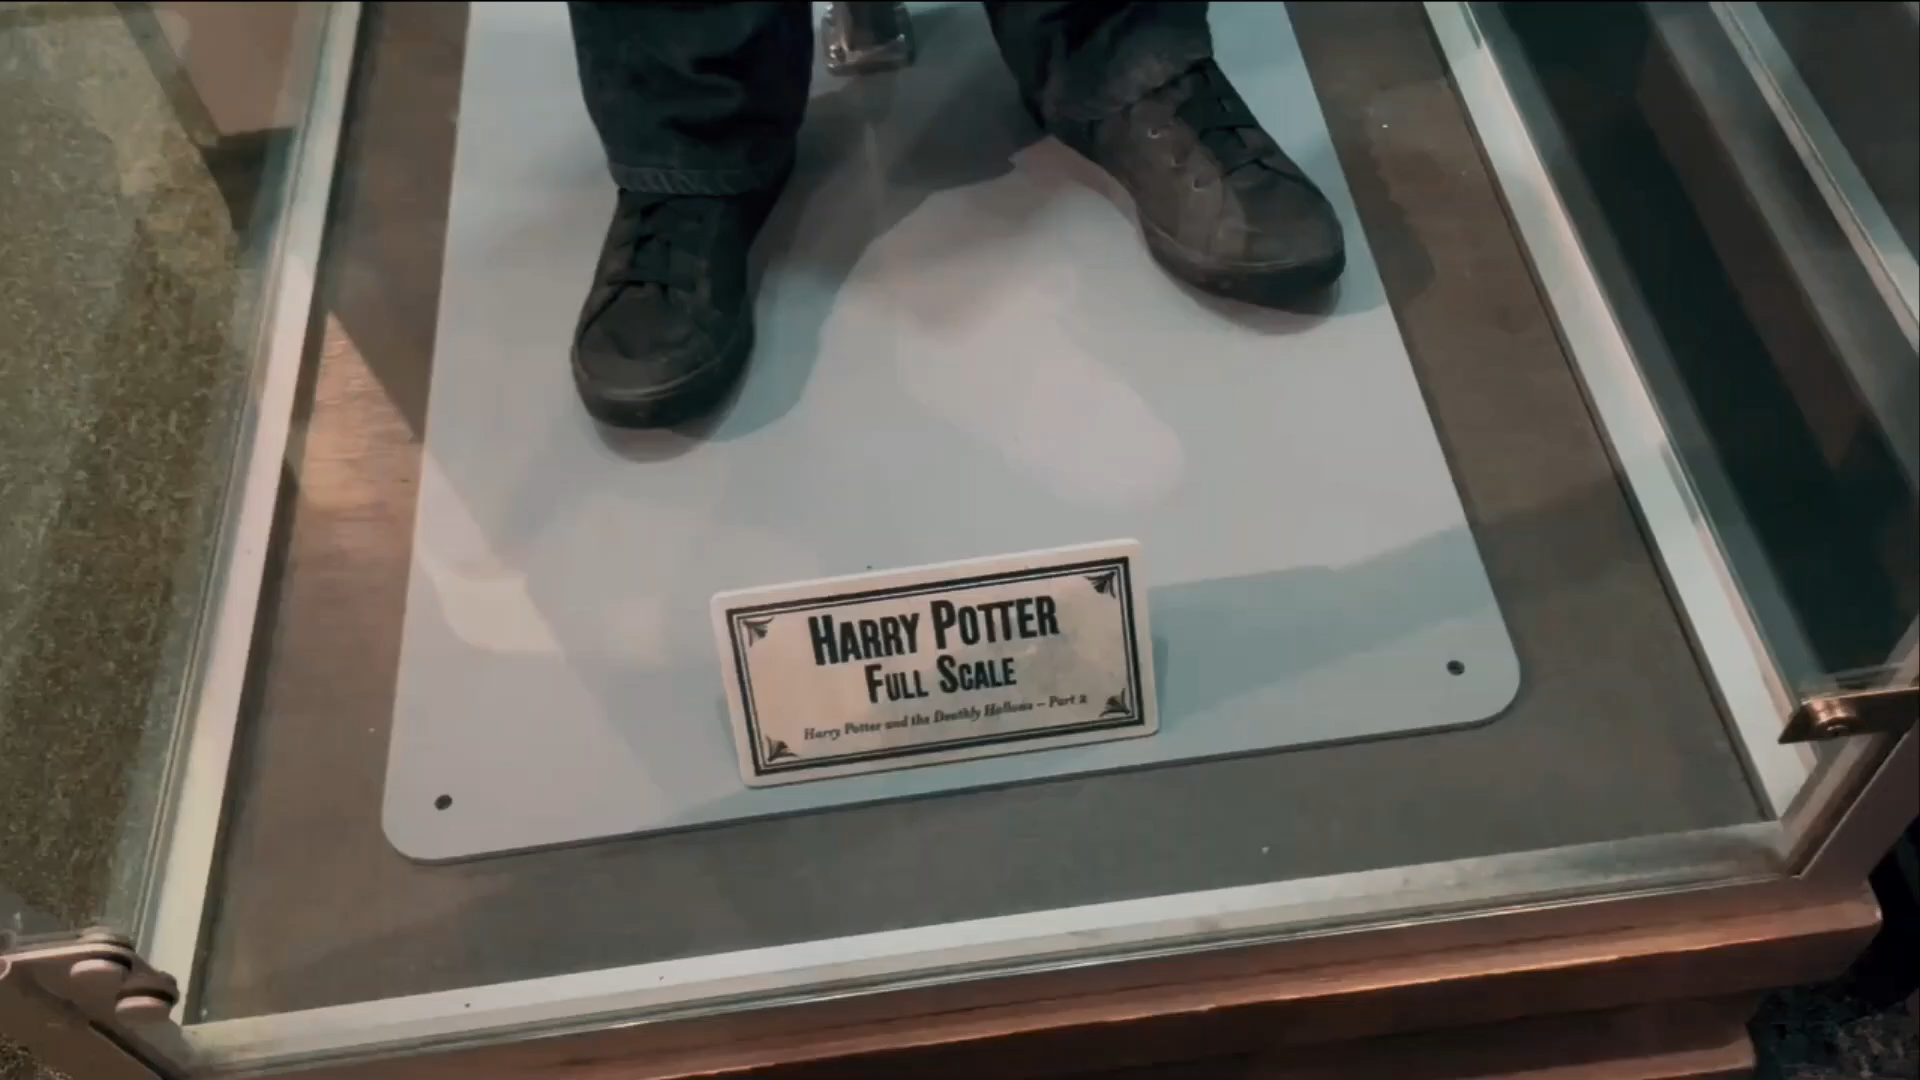 HARRY POTTER
FULL SCALE
Harry Potter and the Deathly Hallows – Part 2